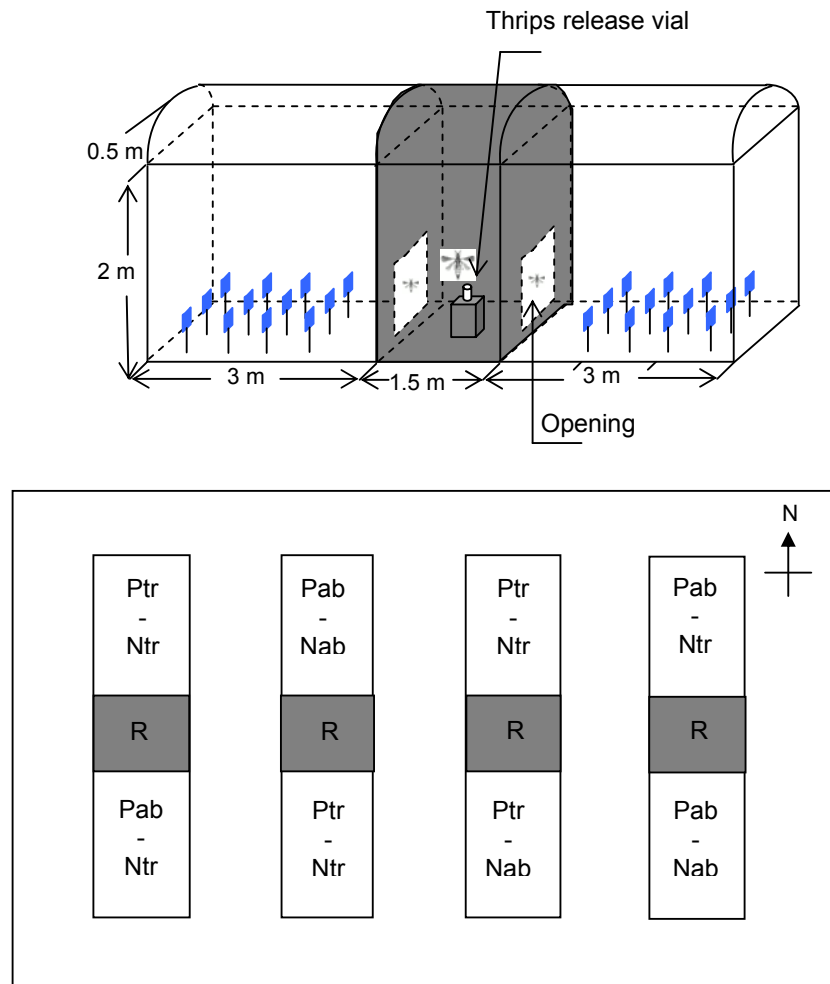 Thrips release vial
0.5 m
2 m
3 m
1.5 m
3 m
Opening
N
Ptr
-
Ntr
Pab
-
Nab
Ptr
-
Ntr
Pab
-
Ntr
R
R
R
R
Pab
-
Ntr
Ptr
-
Ntr
Ptr
-
Nab
Pab
-
Nab